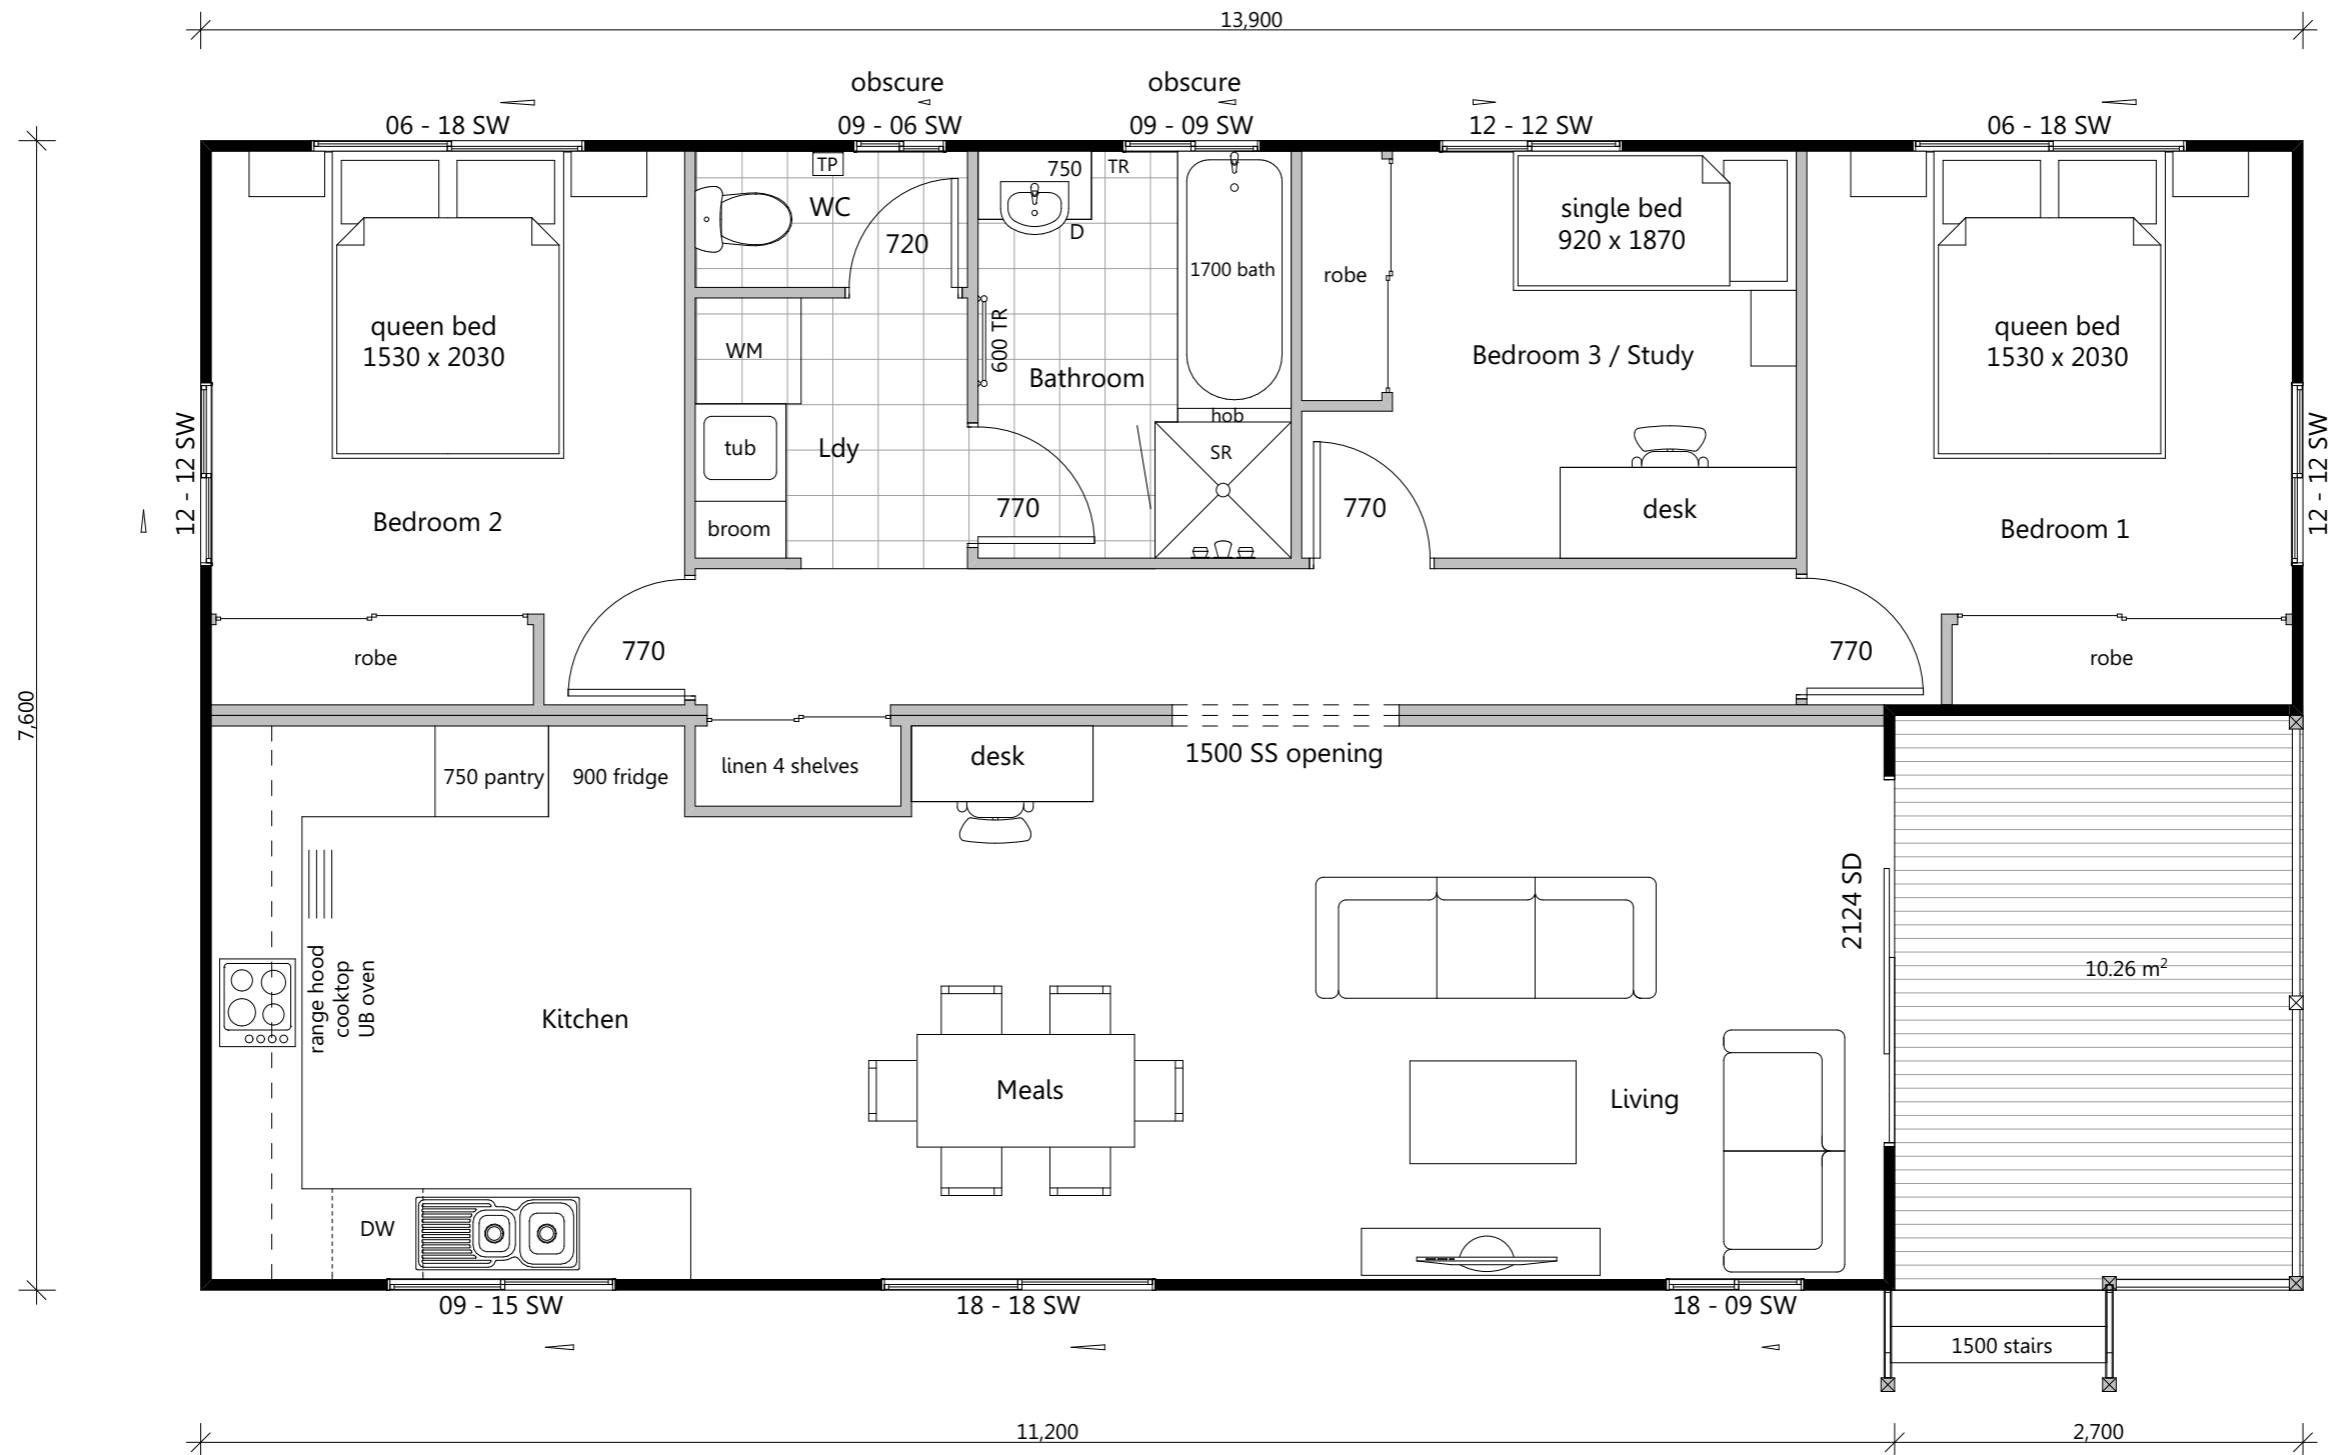 13,900
obscure
obscure
06 - 18 SW
09 - 06 SW
09 - 09 SW
12 - 12 SW
06 - 18 SW
TP
750
TR
WC
D
720
single bed
920 x 1870
1700 bath
robe
queen bed
1530 x 2030
WM
600 TR
Bathroom
Bedroom 3 / Study
queen bed
1530 x 2030
hob
12 - 12 SW
tub
Ldy
SR
12 - 12 SW
Bedroom 2
broom
770
770
desk
Bedroom 1
robe
770
770
robe
7,600
750 pantry
900 fridge
linen 4 shelves
desk
1500 SS opening
2124 SD
range hood
cooktop
UB oven
10.26 m²
Kitchen
Meals
Living
DW
09 - 15 SW
18 - 18 SW
18 - 09 SW
1500 stairs
11,200
2,700